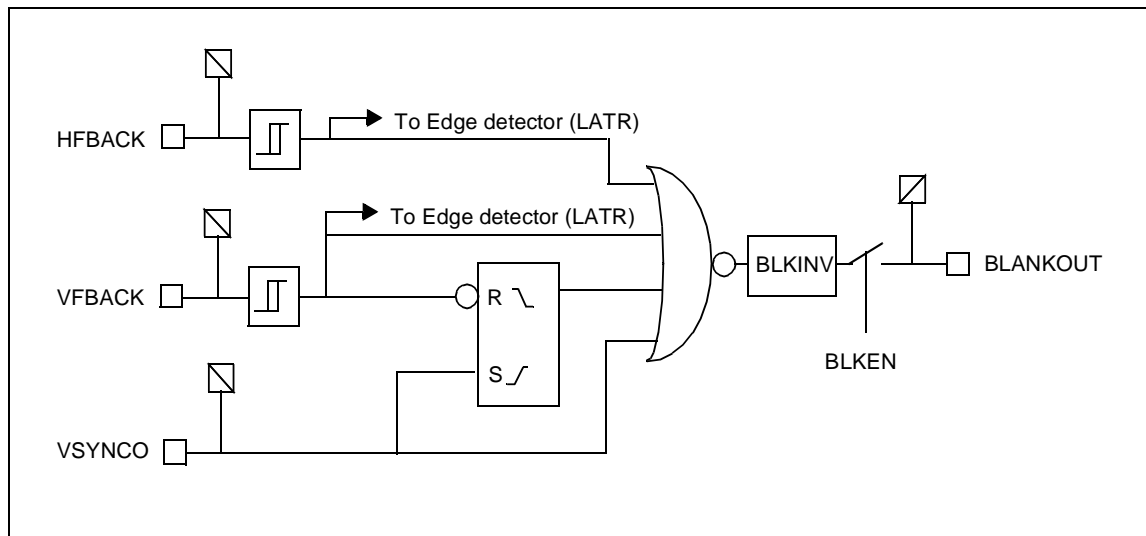 HFBACK
To Edge detector (LATR)
To Edge detector (LATR)
VFBACK
R
S
VSYNCO
BLKINV
BLANKOUT
BLKEN